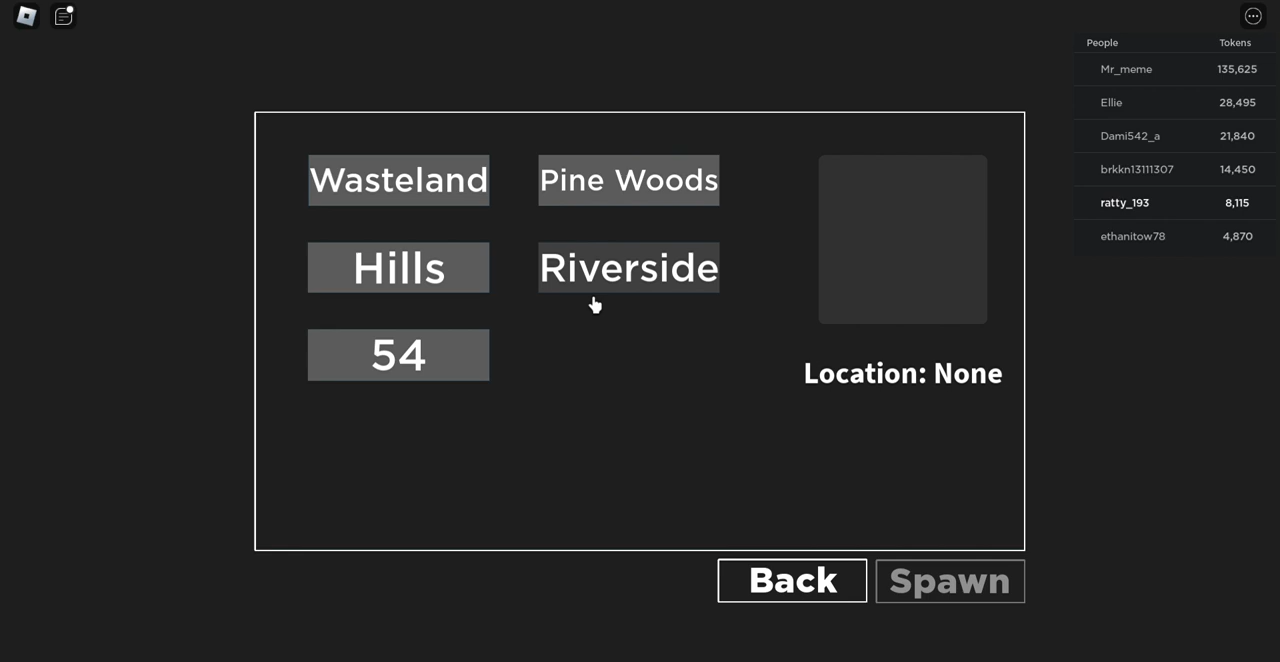 People Tokens
Mr_meme 135,625
Ellie 28,495
Dami542_a 21,840
brkkn13111307 14,450
ratty_193 8,115
ethanitow78 4,870
Wasteland Pine Woods
Hills Riverside
54
Location: None
Back Spawn